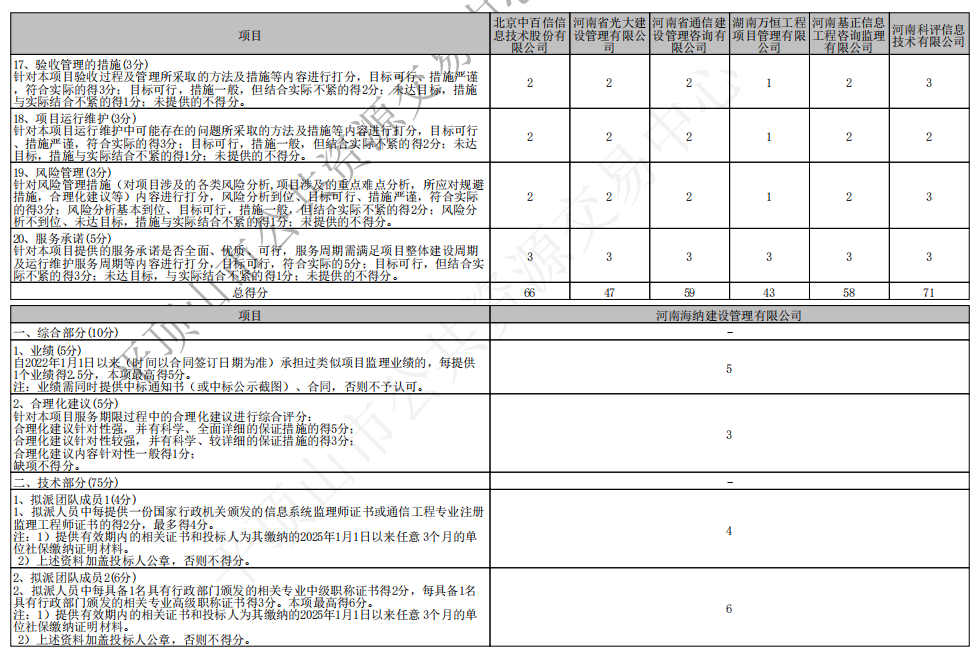 项目 北京中百信信息技术股份有限公司 河南省光大建设管理有限公司 河南省通信建设管理咨询有限公司 湖南万恒工程项目管理有限公司 河南基正信息工程咨询监理有限公司 河南科评信息技术有限公司
17、验收管理的措施(3分)
针对本项目验收过程及管理所采取的方法及措施等内容进行打分，目标可行、措施严谨
，符合实际的得3分；目标可行，措施一般，但结合实际不紧的得2分；未达目标，措施
与实际结合不紧的得1分；未提供的不得分。
2 2 2 1 2 3
18、项目运行维护(3分)
针对本项目运行维护中可能存在的问题所采取的方法及措施等内容进行打分，目标可行
、措施严谨，符合实际的得3分；目标可行，措施一般，但结合实际不紧的得2分；未达
目标，措施与实际结合不紧的得1分；未提供的不得分。
2 2 2 1 2 2
19、风险管理(3分)
针对风险管理措施（对项目涉及的各类风险分析,项目涉及的重点难点分析，所应对规避
措施，合理化建议等）内容进行打分，风险分析到位、目标可行、措施严谨，符合实际
的得3分；风险分析基本到位、目标可行，措施一般，但结合实际不紧的得2分；风险分
析不到位、未达目标，措施与实际结合不紧的得1分；未提供的不得分。
2 2 2 1 2 3
20、服务承诺(5分)
针对本项目提供的服务承诺是否全面、优质、可行，服务周期需满足项目整体建设周期
及运行维护服务周期等内容进行打分，目标可行，符合实际的5分；目标可行，但结合实
际不紧的得3分；未达目标，与实际结合不紧的得1分；未提供的不得分。
3 3 3 3 3 3
总得分 66 47 59 43 58 71
项目 河南海纳建设管理有限公司
一、综合部分(10分) -
1、业绩(5分)
自2022年1月1日以来（时间以合同签订日期为准）承担过类似项目监理业绩的，每提供
1个业绩得2.5分，本项最高得5分。
注：业绩需同时提供中标通知书（或中标公示截图）、合同，否则不予认可。
5
2、合理化建议(5分)
针对本项目服务期限过程中的合理化建议进行综合评分；
合理化建议针对性强，并有科学、全面详细的保证措施的得5分；
合理化建议针对性较强，并有科学、较详细的保证措施的得3分；
合理化建议内容针对性一般得1分；
缺项不得分。
3
二、技术部分(75分) -
1、拟派团队成员1(4分)
1、拟派人员中每提供一份国家行政机关颁发的信息系统监理师证书或通信工程专业注册
监理工程师证书的得2分，最多得4分。
注：1）提供有效期内的相关证书和投标人为其缴纳的2025年1月1日以来任意 3个月的单
位社保缴纳证明材料。
2）上述资料加盖投标人公章，否则不得分。
4
2、拟派团队成员2(6分)
2、拟派人员中每具备1名具有行政部门颁发的相关专业中级职称证书得2分，每具备1名
具有行政部门颁发的相关专业高级职称证书得3分。本项最高得6分。
注：1）提供有效期内的相关证书和投标人为其缴纳的2025年1月1日以来任意 3个月的单
位社保缴纳证明材料。
2）上述资料加盖投标人公章，否则不得分。
6
平顶山市公共资源交易中心
平顶山市公共资源交易中心